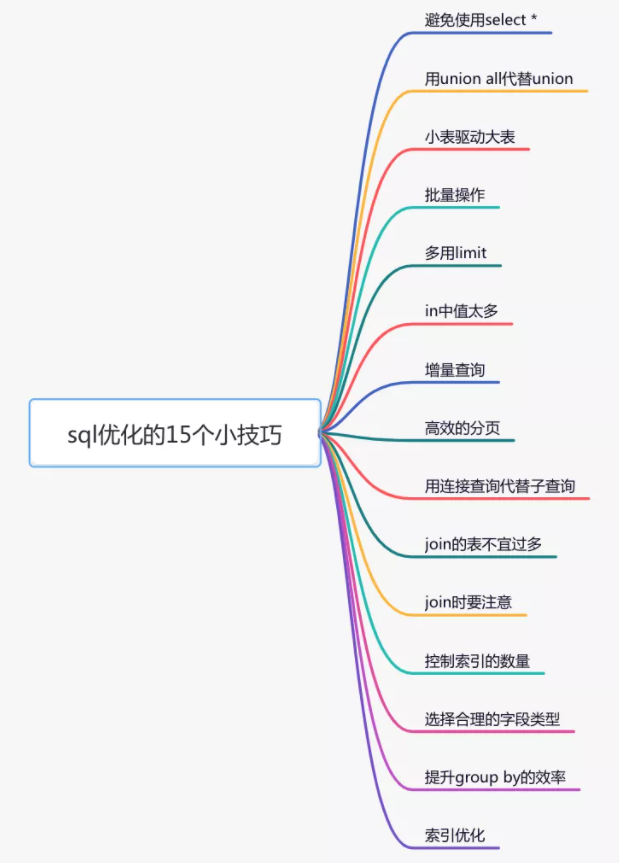 避免使用select *
用union all代替union
小表驱动大表
批量操作
多用limit
in中值太多
增量查询
sql优化的15个小技巧
高效的分页
用连接查询代替子查询
join的表不宜过多
join时要注意
控制索引的数量
选择合理的字段类型
提升group by的效率
索引优化